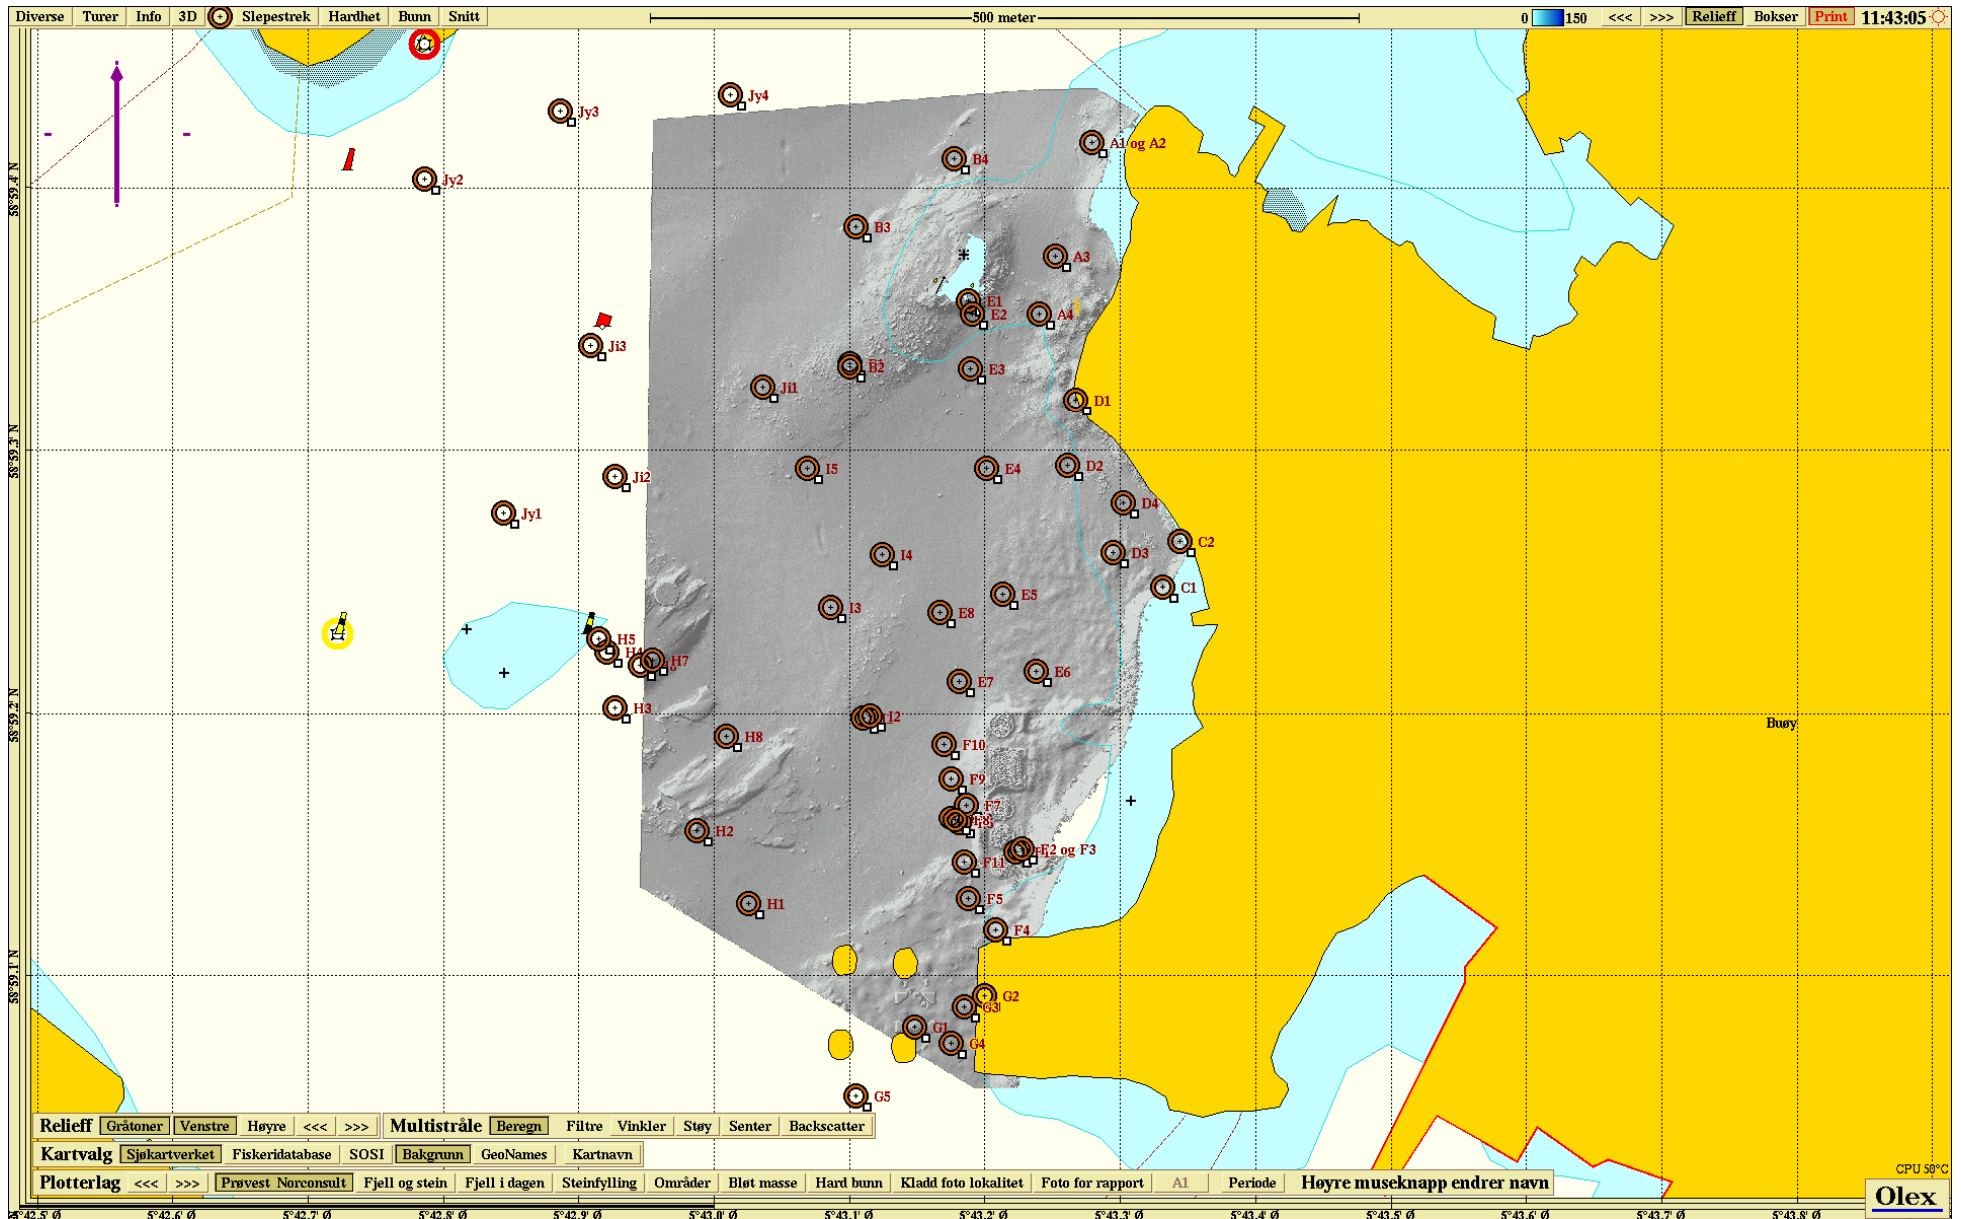 Diverse Turer Info 3D Slepestrek Hardhet Bunn Snitt 500 meter 0 150 <<< >>> Relieff Bokser Print 11:43:05
Jy4
Jy3
A1 og A2
B4
58°59.4' N
Jy2
B3
A3
E1
E2
A4
Ji3
B2
E3
Ji1
D1
58°59.3' N
I5
E4
D2
Ji2
D4
Jy1
C2
I4
D3
C1
E5
I3
E8
H5
H4
H7
E6
E7
58°59.2' N
H3
I2
Buøy
H8
F10
F9
F7
H2
F8
F2 og F3
F11
F5
H1
F4
58°59.1' N
G2
G3
G1
G4
G5
Relieff Gråtoner Venstre Høyre <<< >>> Multistråle Beregn Filtre Vinkler Støy Senter Backscatter
Kartvalg Sjøkartverket Fiskeridatabase SOSI Bakgrunn GeoNames Kartnavn
CPU 50°C
Plotterlag <<< >>> Prøvest Norconsult Fjell og stein Fjell i dagen Steinfylling Områder Bløt masse Hard bunn Kladd foto lokalitet Foto for rapport A1 Periode Høyre museknapp endrer navn
Olex
5°42.5' Ø 5°42.6' Ø 5°42.7' Ø 5°42.8' Ø 5°42.9' Ø 5°43.0' Ø 5°43.1' Ø 5°43.2' Ø 5°43.3' Ø 5°43.4' Ø 5°43.5' Ø 5°43.6' Ø 5°43.7' Ø 5°43.8' Ø